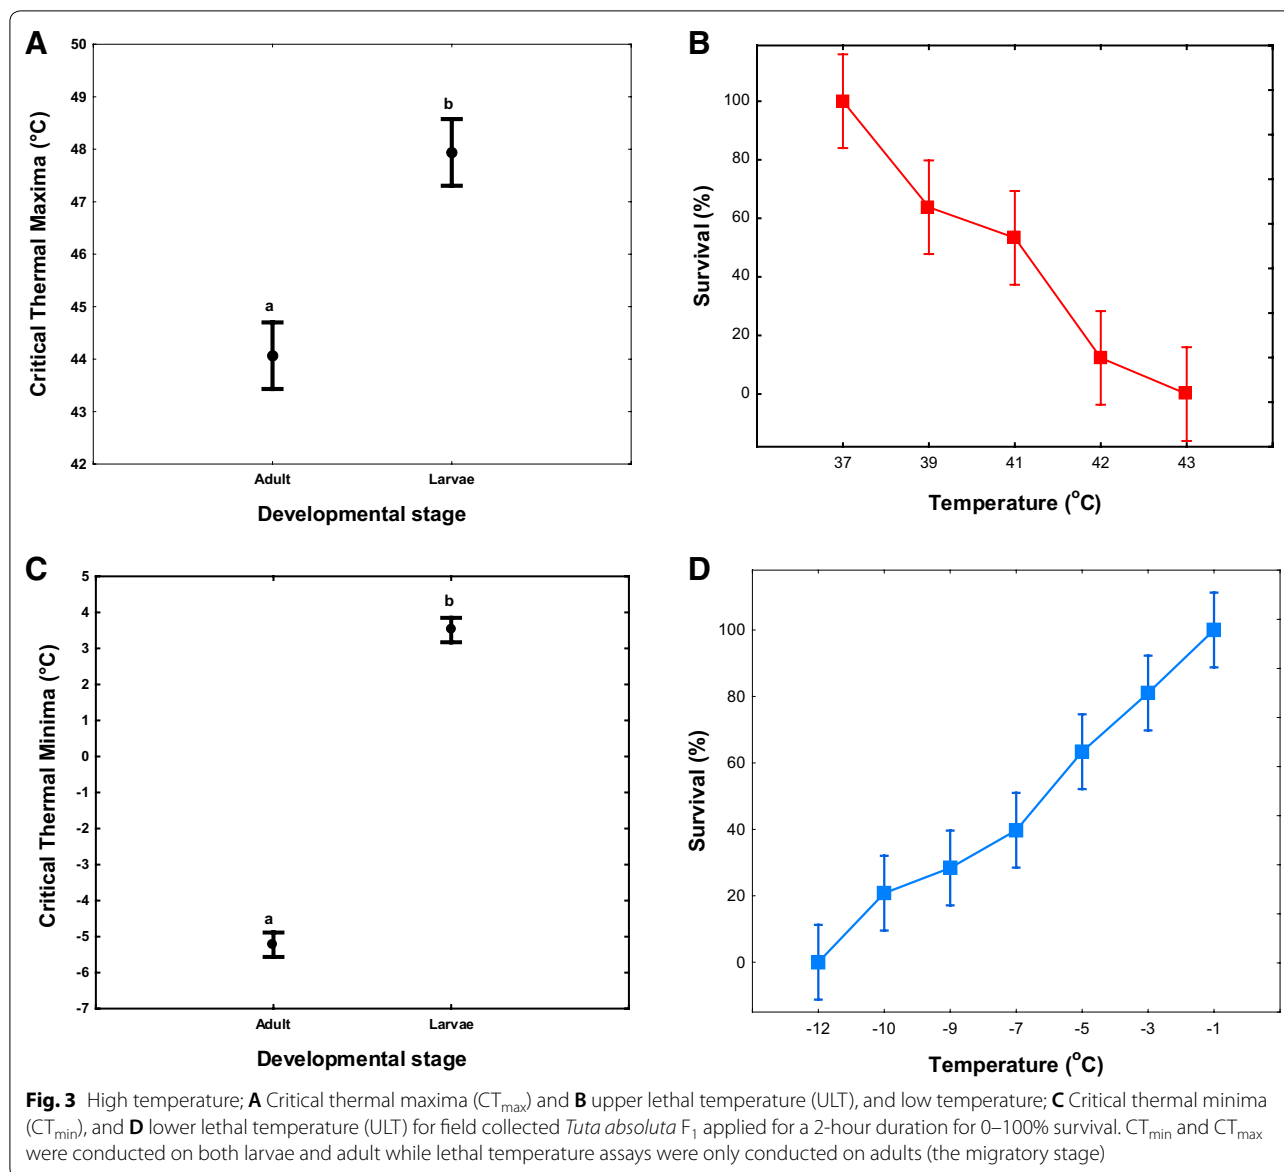 A
Critical Thermal Maxima (°C)
50
49
48
47
46
45
44
43
42
a
b
Adult Larvae
Developmental stage
B
Survival (%)
100
80
60
40
20
0
37 39 41 42 43
Temperature (°C)
C
Critical Thermal Minima (°C)
5
4
3
2
1
0
-1
-2
-3
-4
-5
-6
-7
a
b
Adult Larvae
Developmental stage
D
Survival (%)
100
80
60
40
20
0
-12 -10 -9 -7 -5 -3 -1
Temperature (°C)
Fig. 3 High temperature; A Critical thermal maxima (CTmax) and B upper lethal temperature (ULT), and low temperature; C Critical thermal minima
(CTmin), and D lower lethal temperature (ULT) for field collected Tuta absoluta F1 applied for a 2-hour duration for 0–100% survival. CTmin and CTmax
were conducted on both larvae and adult while lethal temperature assays were only conducted on adults (the migratory stage)